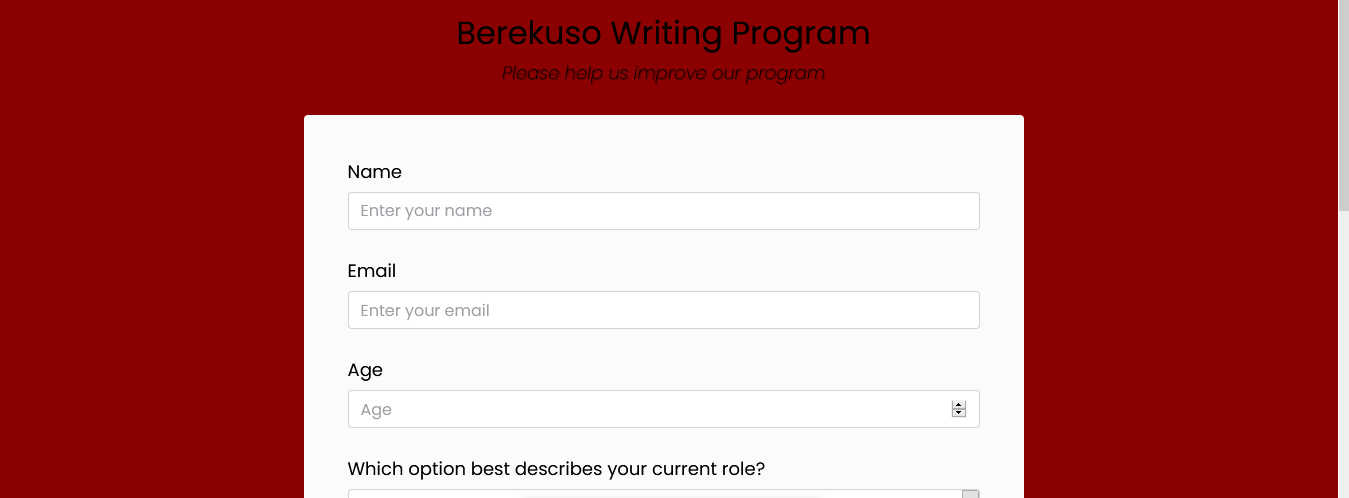 Berekuso Writing Program
Please help us improve our program
Name
Enter your name
Email
Enter your email
Age
Age
Which option best describes your current role?